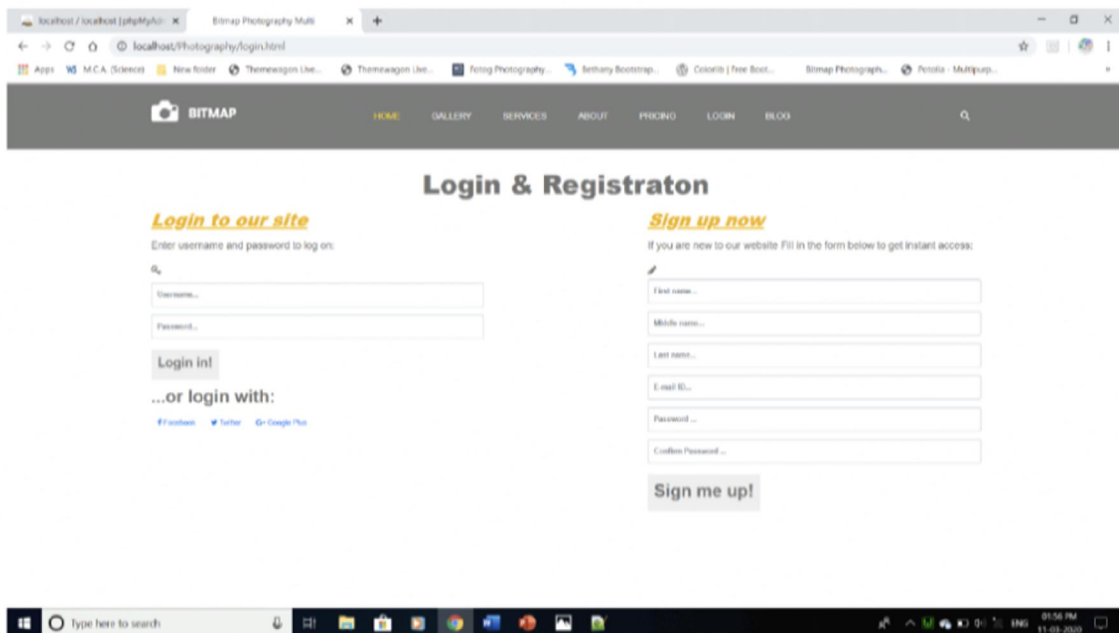 localhost / localhost | phpMyAd
Bitmap Photography Multi
localhost/Photography/login.html
Apps
M.C.A. (Science)
New folder
Themewagon Live...
Themewagon Live...
Fotog Photography...
Bethany Bootstrap...
Colorlib | Free Boot...
Bitmap Photograph...
Fotolia - Multipurp...
BITMAP
HOME GALLERY SERVICES ABOUT PRICING LOGIN BLOG
Login & Registraton
Login to our site
Enter username and password to log on:
Username...
Password...
Login in!
...or login with:
Facebook Twitter Google Plus
Sign up now
If you are new to our website Fill in the form below to get instant access:
First name...
Middle name...
Last name...
E-mail ID...
Password ...
Confirm Password ...
Sign me up!
Type here to search
ENG
01:56 PM
11-03-2020